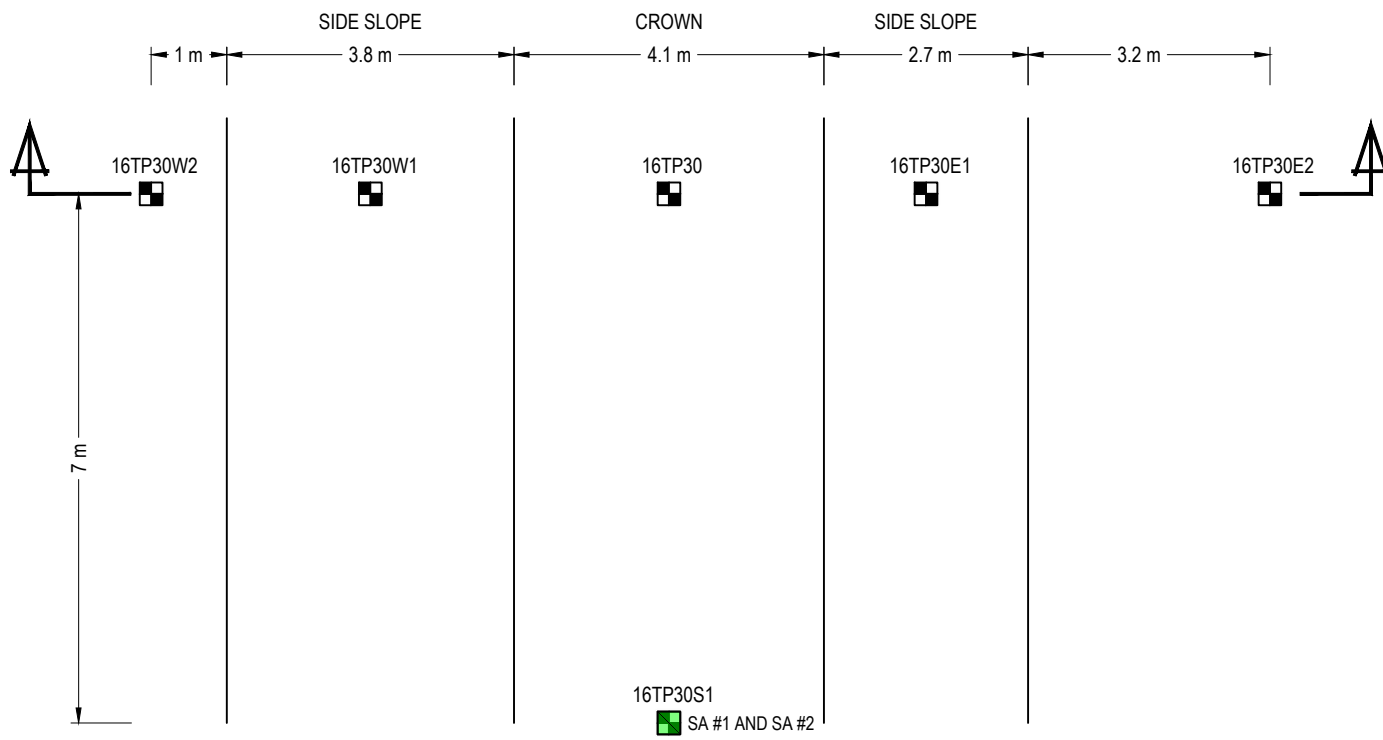 SIDE SLOPE CROWN SIDE SLOPE
1 m 3.8 m 4.1 m 2.7 m 3.2 m
16TP30W2 16TP30W1 16TP30 16TP30E1 16TP30E2
7 m
16TP30S1
SA #1 AND SA #2